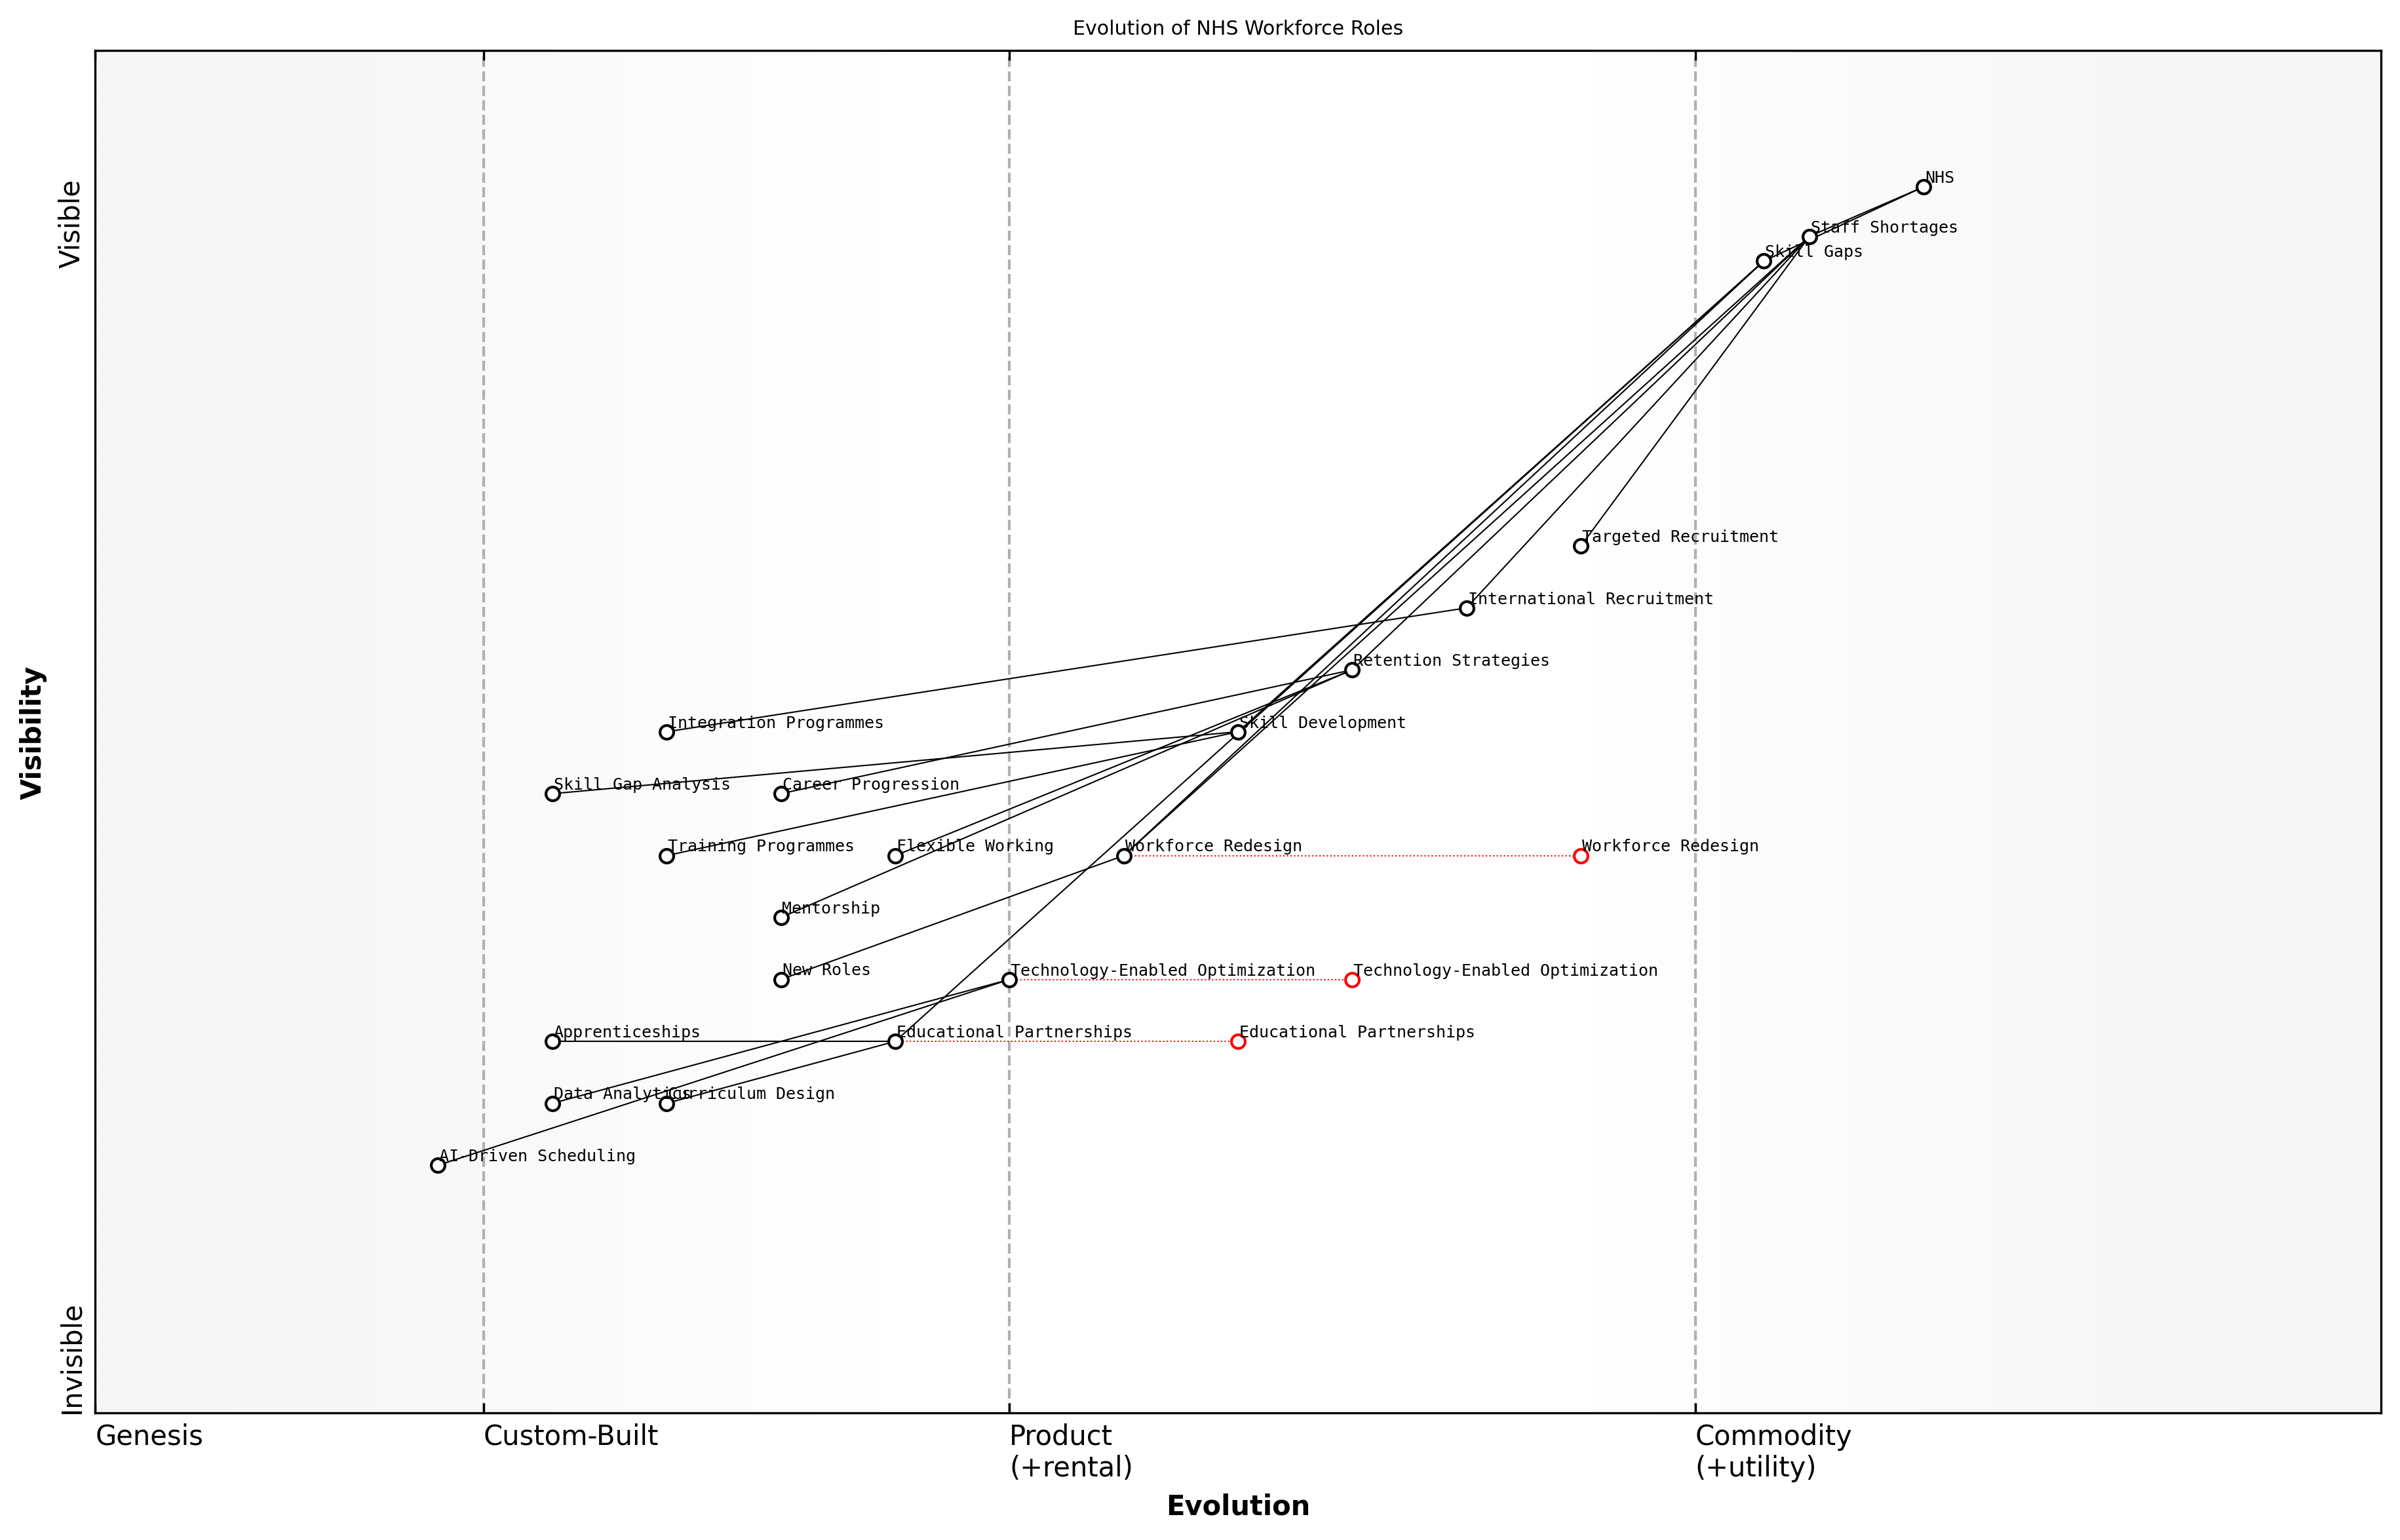 Evolution of NHS Workforce Roles
Visible
NHS
Staff Shortages
Skill Gaps
Targeted Recruitment
International Recruitment
Retention Strategies
Integration Programmes
Skill Development
Skill Gap Analysis
Career Progression
Visibility
Training Programmes
Flexible Working
Workforce Redesign
Workforce Redesign
Mentorship
New Roles
Technology-Enabled Optimization
Technology-Enabled Optimization
Apprenticeships
Educational Partnerships
Educational Partnerships
Data Analytics
Curriculum Design
AI-Driven Scheduling
Invisible
Genesis
Custom-Built
Product
(+rental)
Commodity
(+utility)
Evolution